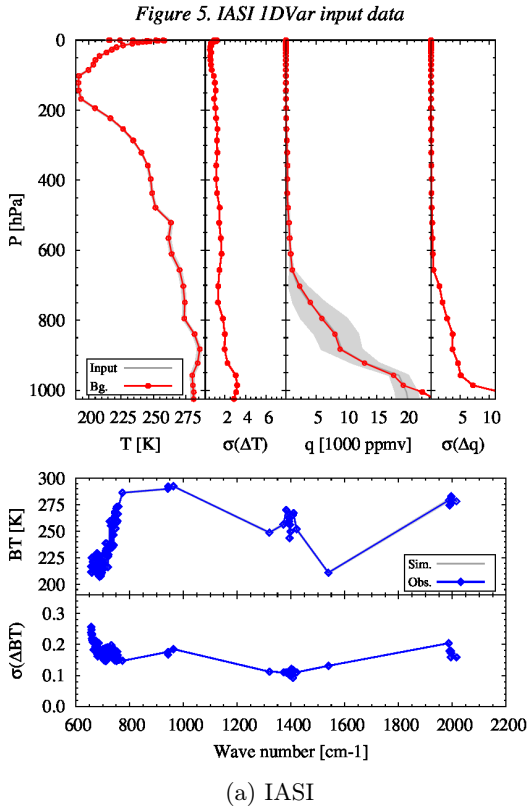 Figure 5. IASI 1DVar input data
0
200
400
600
800
1000
P [hPa]
Input
Bg.
200 225 250 275
2 4 6
5 10 15 20
5 10
T [K]
σ(ΔT)
q [1000 ppmv]
σ(Δq)
300
275
250
225
200
BT [K]
Sim.
Obs.
0.3
0.2
0.1
0.0
σ(ΔBT)
600 800 1000 1200 1400 1600 1800 2000 2200
Wave number [cm-1]
(a) IASI